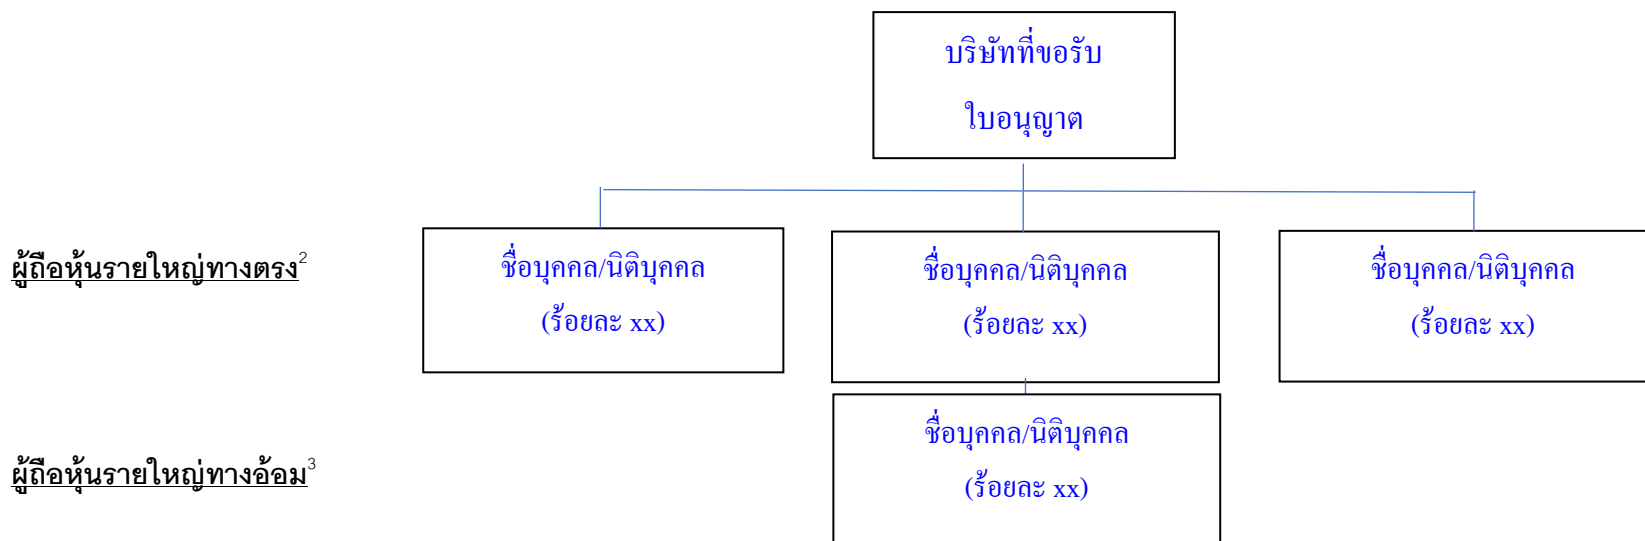 บริษัทที่ขอรับ
ใบอนุญาต
ผู้ถือหุ้นรายใหญ่ทางตรง²
ชื่อบุคคล/นิติบุคคล
(ร้อยละ xx)
ชื่อบุคคล/นิติบุคคล
(ร้อยละ xx)
ชื่อบุคคล/นิติบุคคล
(ร้อยละ xx)
ผู้ถือหุ้นรายใหญ่ทางอ้อม³
ชื่อบุคคล/นิติบุคคล
(ร้อยละ xx)